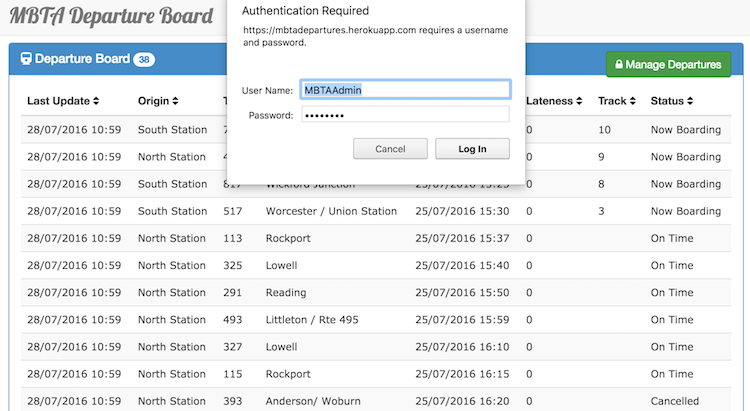 MBTA Departure Board
Authentication Required
https://mbtadepartures.herokuapp.com requires a username
and password.
User Name: MBTAAdmin
Password: ••••••••
Cancel Log In
Departure Board 38
Manage Departures
Last Update Origin Lateness Track Status
28/07/2016 10:59 South Station 0 10 Now Boarding
28/07/2016 10:59 North Station 0 9 Now Boarding
28/07/2016 10:59 South Station 817 Wickford Junction 25/07/2016 15:25 0 8 Now Boarding
28/07/2016 10:59 South Station 517 Worcester / Union Station 25/07/2016 15:30 0 3 Now Boarding
28/07/2016 10:59 North Station 113 Rockport 25/07/2016 15:37 0 On Time
28/07/2016 10:59 North Station 325 Lowell 25/07/2016 15:40 0 On Time
28/07/2016 10:59 North Station 291 Reading 25/07/2016 15:50 0 On Time
28/07/2016 10:59 North Station 493 Littleton / Rte 495 25/07/2016 15:59 0 On Time
28/07/2016 10:59 North Station 327 Lowell 25/07/2016 16:10 0 On Time
28/07/2016 10:59 North Station 115 Rockport 25/07/2016 16:15 0 On Time
28/07/2016 10:59 North Station 393 Anderson/ Woburn 25/07/2016 16:20 0 Cancelled